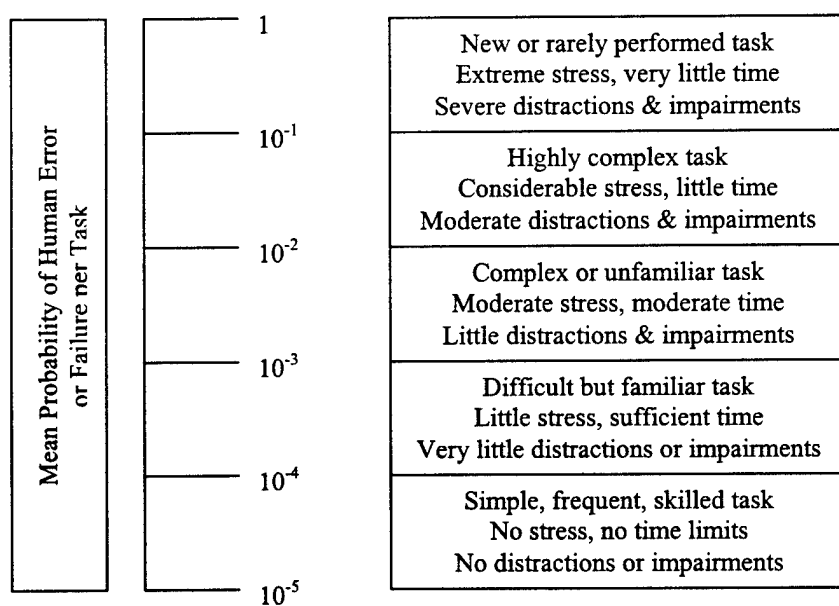 Mean Probability of Human Error
or Failure ner Task
1
10⁻¹
10⁻²
10⁻³
10⁻⁴
10⁻⁵
New or rarely performed task
Extreme stress, very little time
Severe distractions & impairments
Highly complex task
Considerable stress, little time
Moderate distractions & impairments
Complex or unfamiliar task
Moderate stress, moderate time
Little distractions & impairments
Difficult but familiar task
Little stress, sufficient time
Very little distractions or impairments
Simple, frequent, skilled task
No stress, no time limits
No distractions or impairments